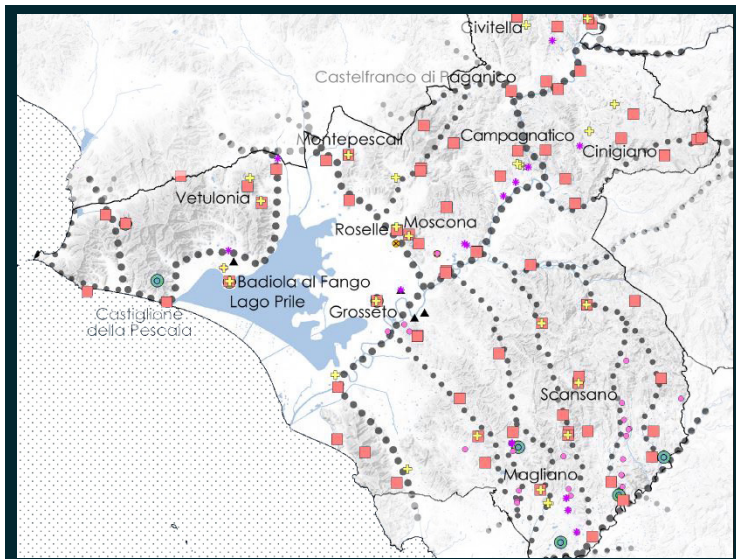 Civitella
Castelfranco di Paganico
Montepescali
Campagnatico
Cinigiano
Vetulonia
Roselle
Moscona
Badiola al Fango
Lago Prile
Grosseto
Castiglione
della Pescaia
Scansano
Magliano